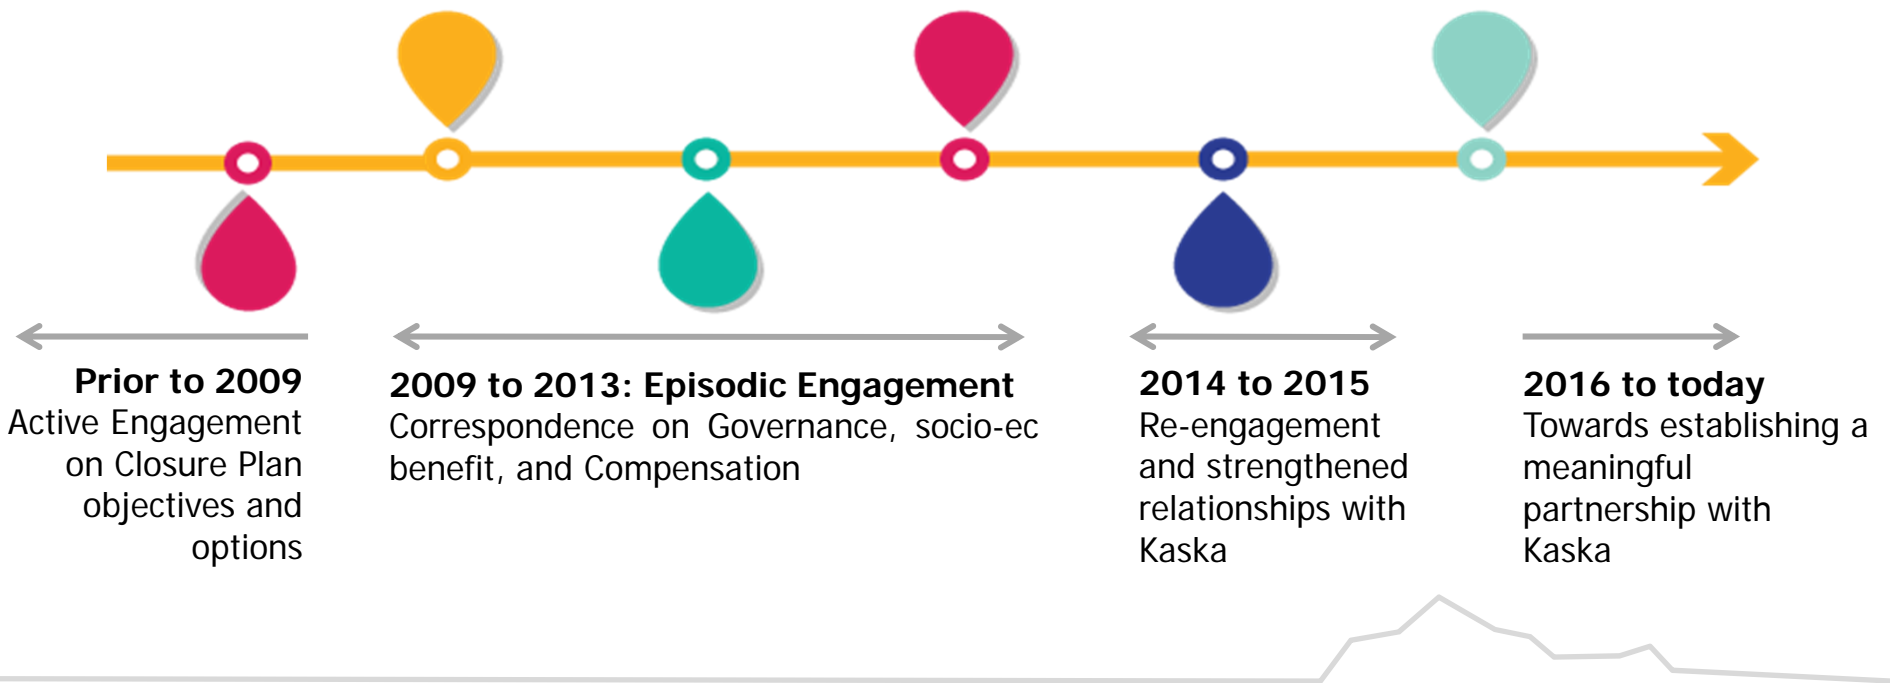 Prior to 2009
Active Engagement
on Closure Plan
objectives and
options
2009 to 2013: Episodic Engagement
Correspondence on Governance, socio-ec
benefit, and Compensation
2014 to 2015
Re-engagement
and strengthened
relationships with
Kaska
2016 to today
Towards establishing a
meaningful
partnership with
Kaska